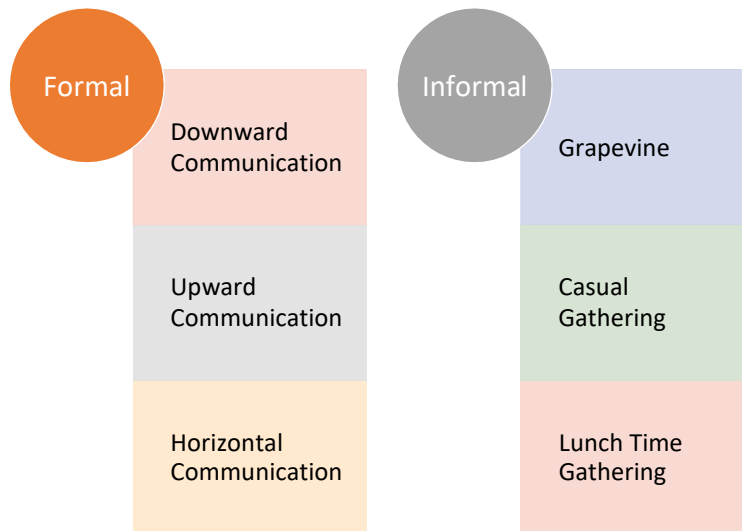 Formal
Downward
Communication
Upward
Communication
Horizontal
Communication
Informal
Grapevine
Casual
Gathering
Lunch Time
Gathering